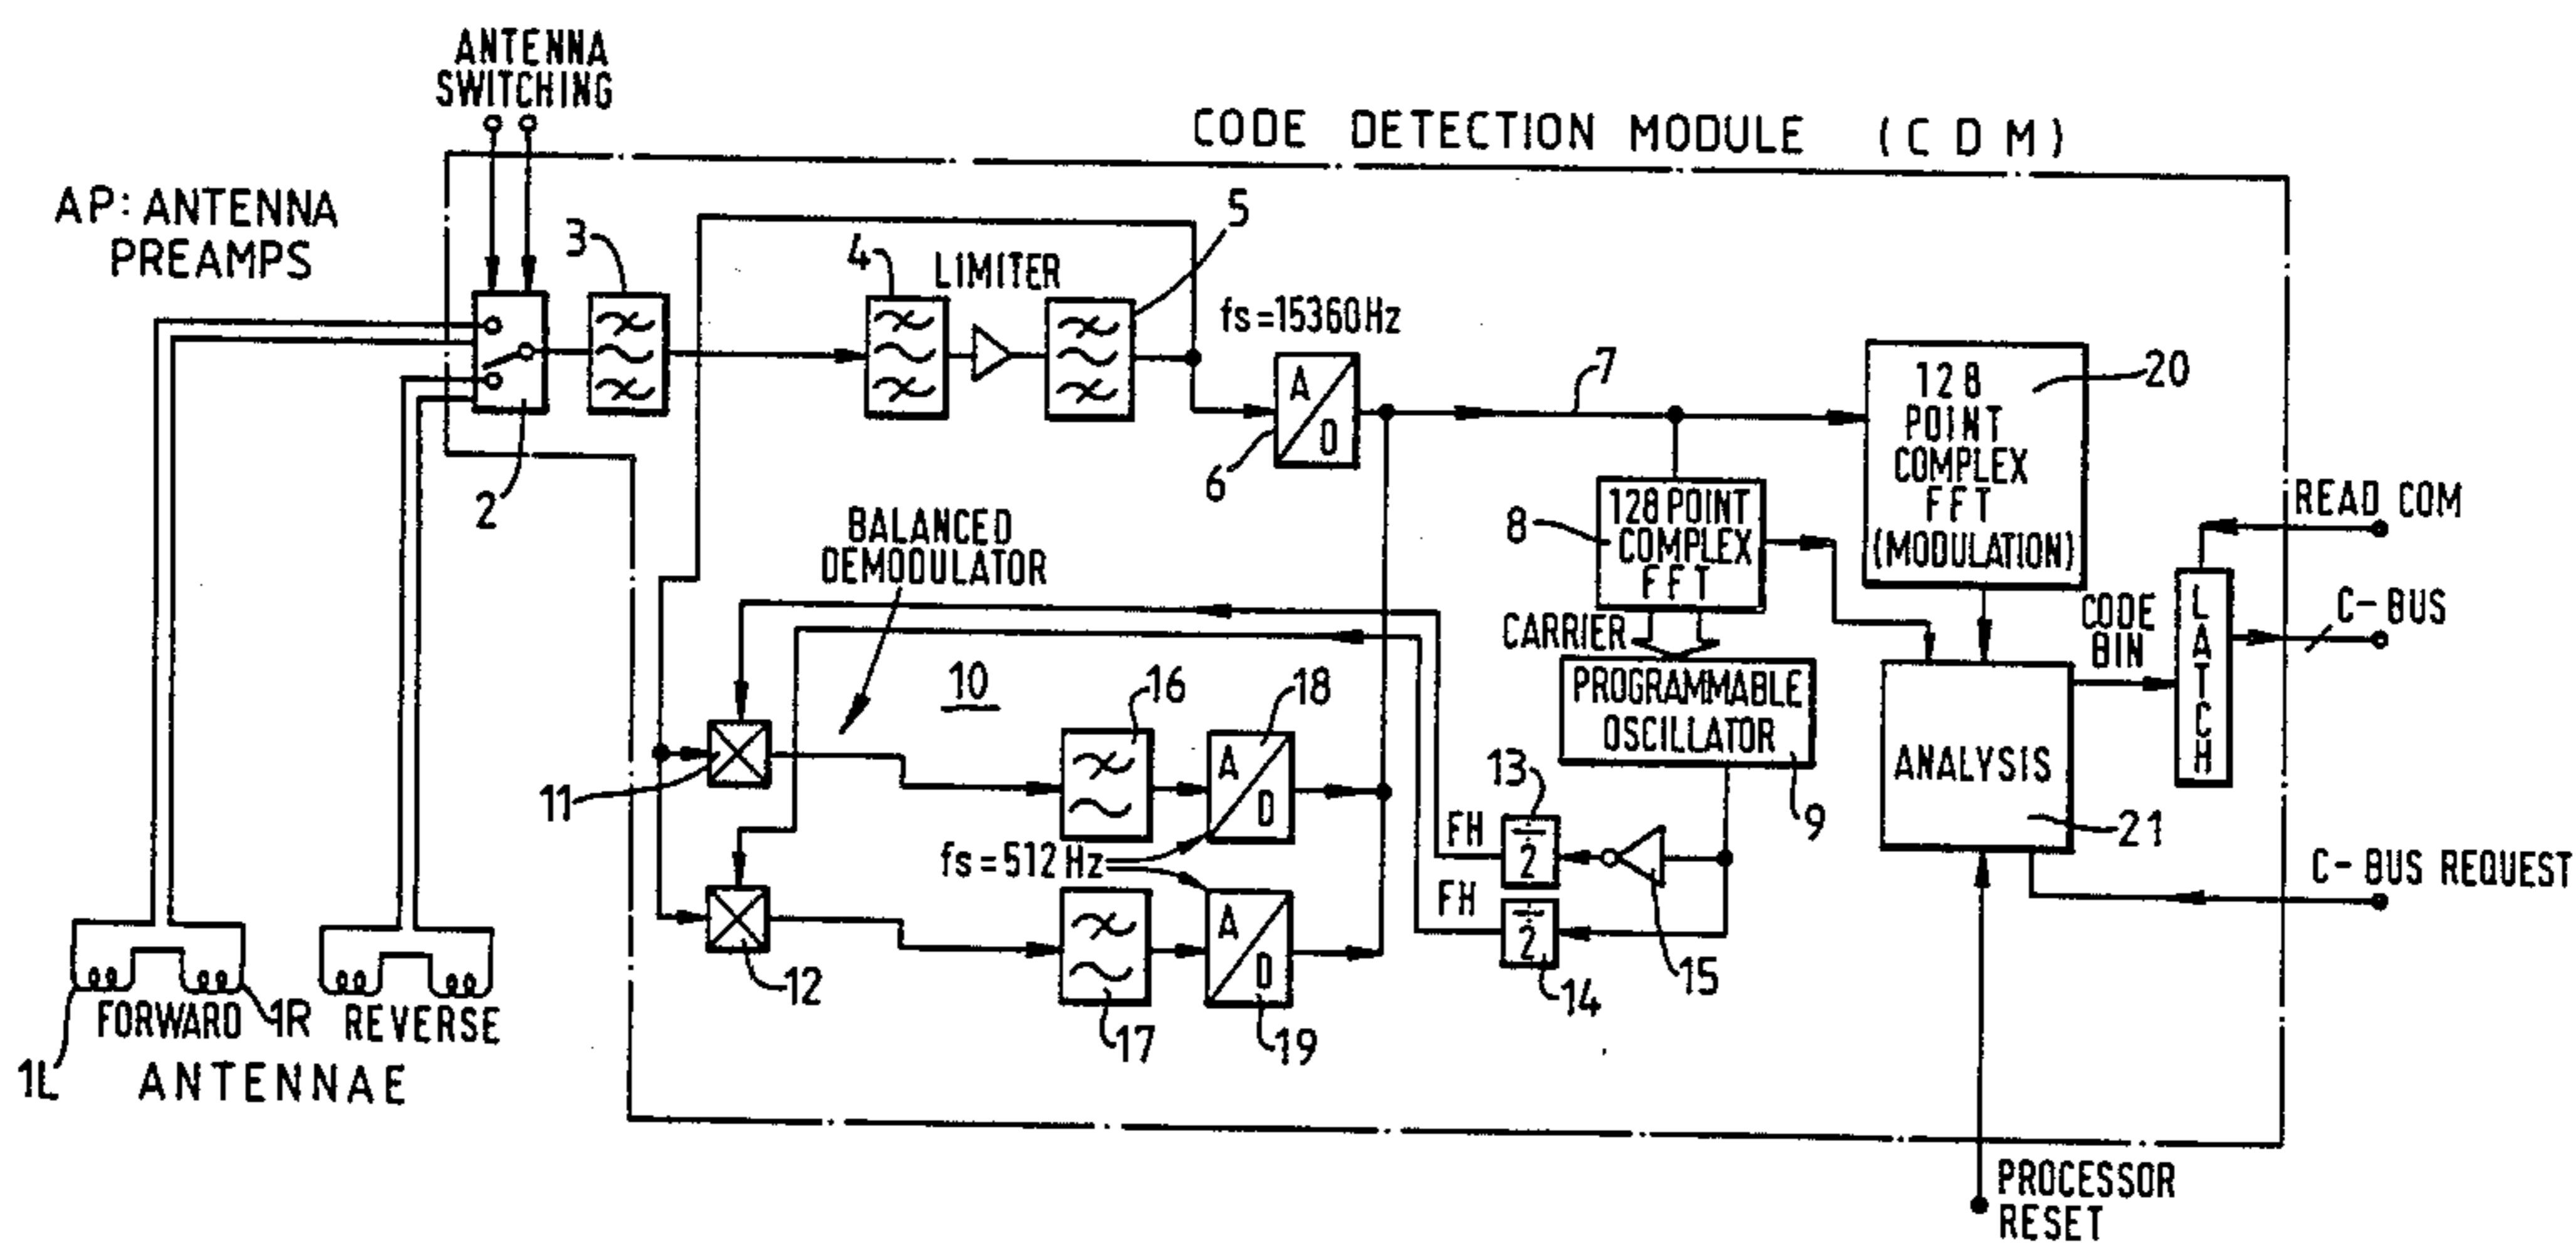 ANTENNA
SWITCHING
CODE DETECTION MODULE (CDM)
AP: ANTENNA
PREAMPS
3
4
LIMITER
5
fs=15360Hz
2
A
D
6
7
128
POINT
COMPLEX
FFT
(MODULATION)
20
128 POINT
COMPLEX
FFT
8
CARRIER
PROGRAMMABLE
OSCILLATOR
9
READ COM
C-BUS
CODE
BIN
LATCH
ANALYSIS
21
C-BUS REQUEST
BALANCED
DEMODULATOR
10
11
12
16
A
D
18
fs=512 Hz
17
A
D
19
FH
÷
2
13
FH
÷
2
14
15
1L
FORWARD
1R
REVERSE
ANTENNAE
PROCESSOR
RESET